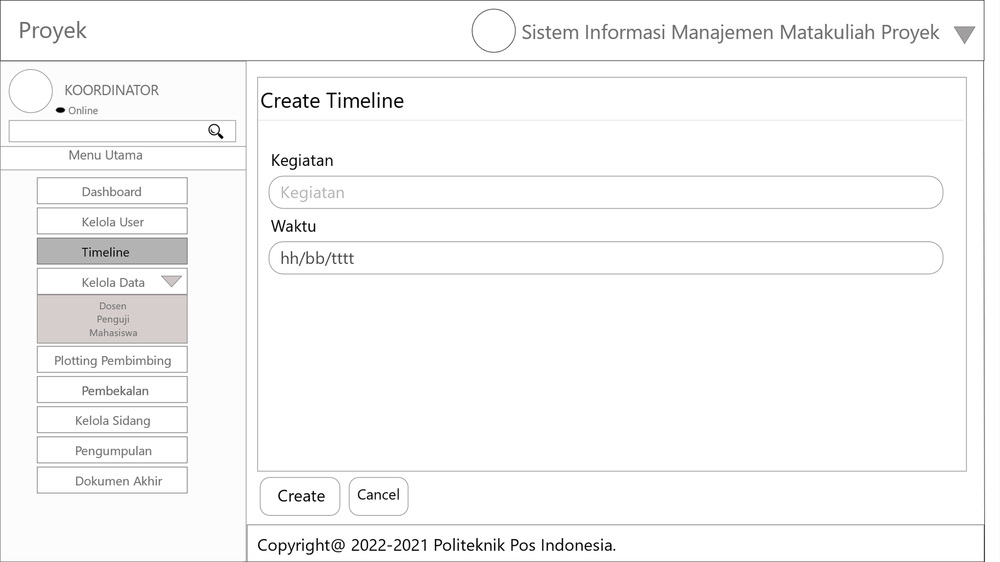 Proyek
Sistem Informasi Manajemen Matakuliah Proyek
KOORDINATOR
Online
Menu Utama
Dashboard
Kelola User
Timeline
Kelola Data
Dosen
Penguji
Mahasiswa
Plotting Pembimbing
Pembekalan
Kelola Sidang
Pengumpulan
Dokumen Akhir
Create Timeline
Kegiatan
Kegiatan
Waktu
hh/bb/tttt
Create
Cancel
Copyright@ 2022-2021 Politeknik Pos Indonesia.